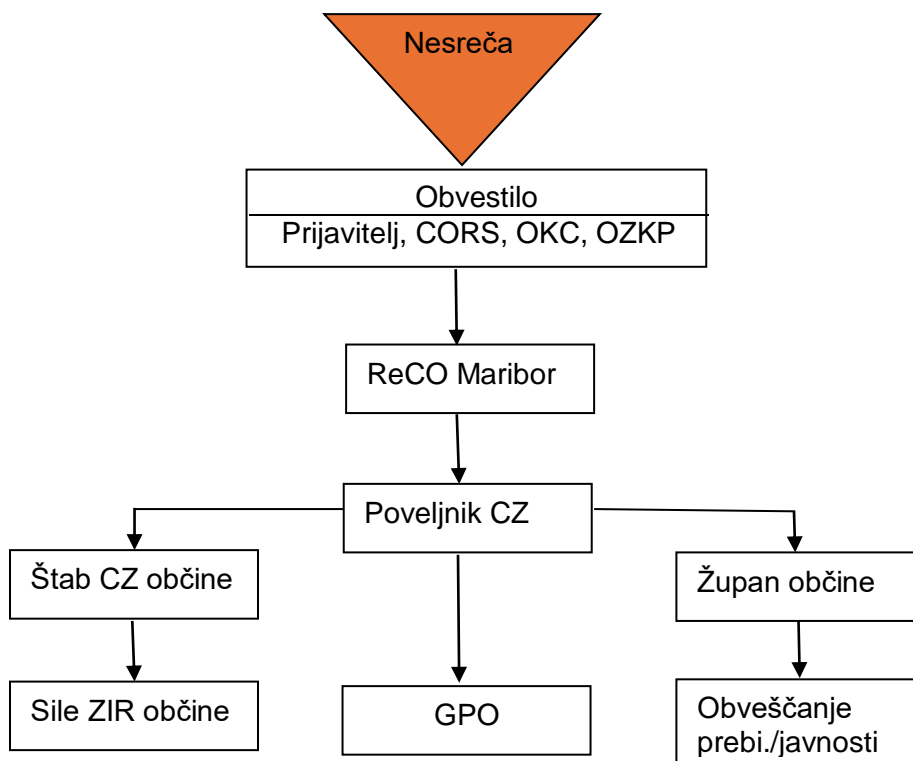 Nesreča
Obvestilo
Prijavitelj, CORS, OKC, OZKP
ReCO Maribor
Poveljnik CZ
Štab CZ občine
Župan občine
Sile ZIR občine
GPO
Obveščanje
prebi./javnosti